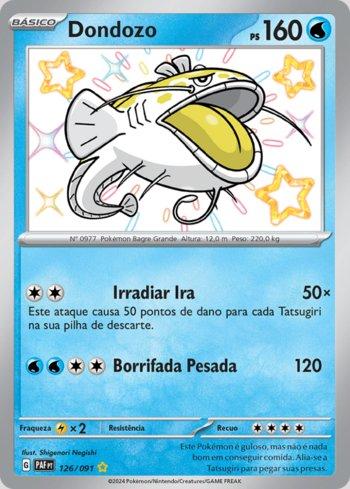 BÁSICO
Dondozo
PS 160
Nº 0977 Pokémon Bagre Grande Altura: 12,0 m Peso: 220,0 kg
Irradiar Ira 50×
Este ataque causa 50 pontos de dano para cada Tatsugiri
na sua pilha de descarte.
Borrifada Pesada 120
Fraqueza ×2 Resistência Recuo
Ilust. Shigenori Negishi
G PAF PT 126/091
Este Pokémon é guloso, mas não é nada
bom em conseguir comida. Alia-se a
Tatsugiri para pegar suas presas.
©2024 Pokémon/Nintendo/Creatures/GAME FREAK